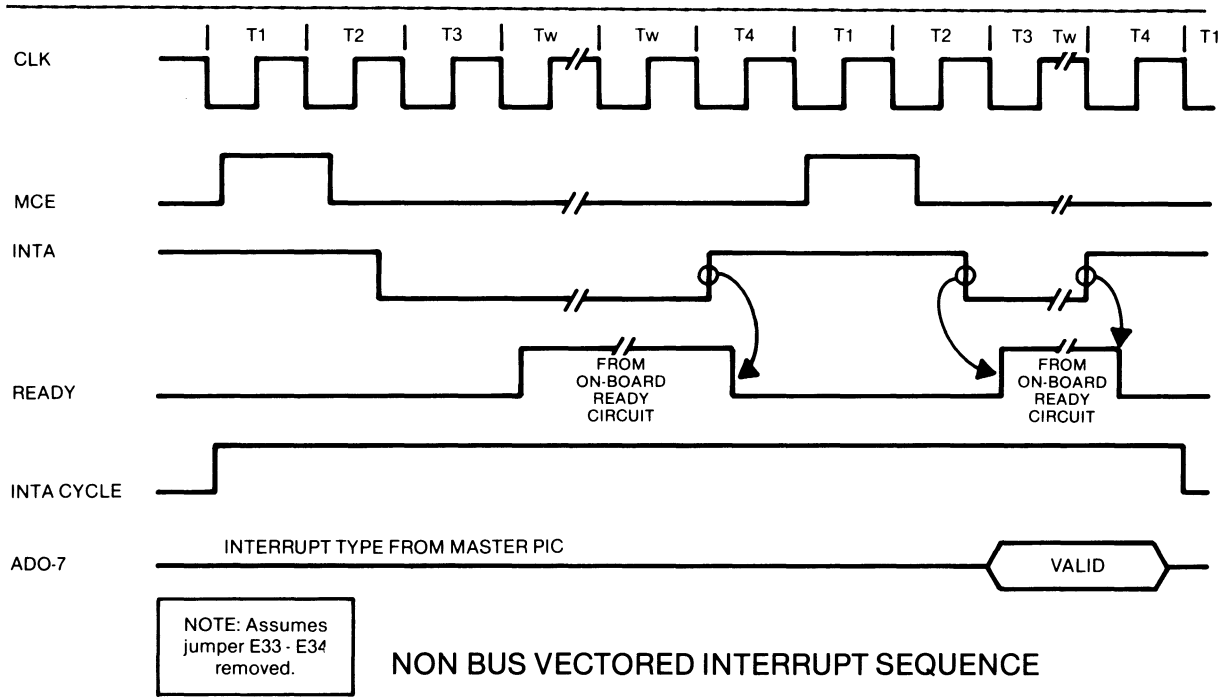 T1 T2 T3 Tw Tw T4 T1 T2 T3 Tw T4 T1
CLK
MCE
INTA
READY
FROM
ON-BOARD
READY
CIRCUIT
FROM
ON-BOARD
READY
CIRCUIT
INTA CYCLE
INTERRUPT TYPE FROM MASTER PIC
ADO-7
VALID
NOTE: Assumes
jumper E33 - E34
removed.
NON BUS VECTORED INTERRUPT SEQUENCE